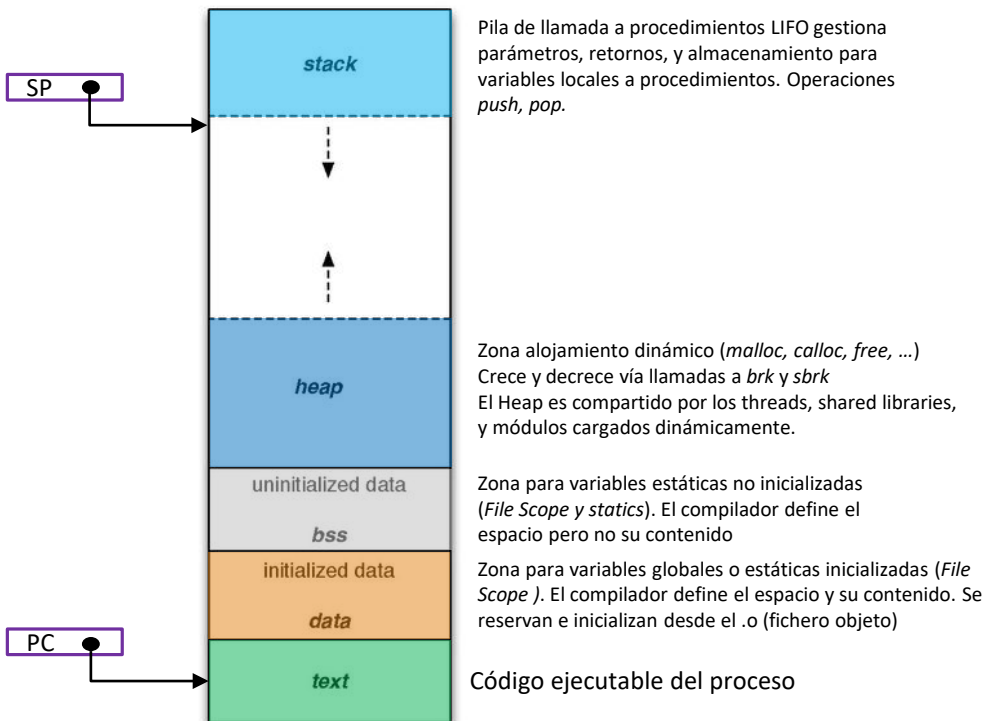 stack
Pila de llamada a procedimientos LIFO gestiona
parámetros, retornos, y almacenamiento para
variables locales a procedimientos. Operaciones
push, pop.
SP
heap
Zona alojamiento dinámico (malloc, calloc, free, …)
Crece y decrece vía llamadas a brk y sbrk
El Heap es compartido por los threads, shared libraries,
y módulos cargados dinámicamente.
uninitialized data
bss
Zona para variables estáticas no inicializadas
(File Scope y statics). El compilador define el
espacio pero no su contenido
initialized data
data
Zona para variables globales o estáticas inicializadas (File
Scope ). El compilador define el espacio y su contenido. Se
reservan e inicializan desde el .o (fichero objeto)
PC
text
Código ejecutable del proceso